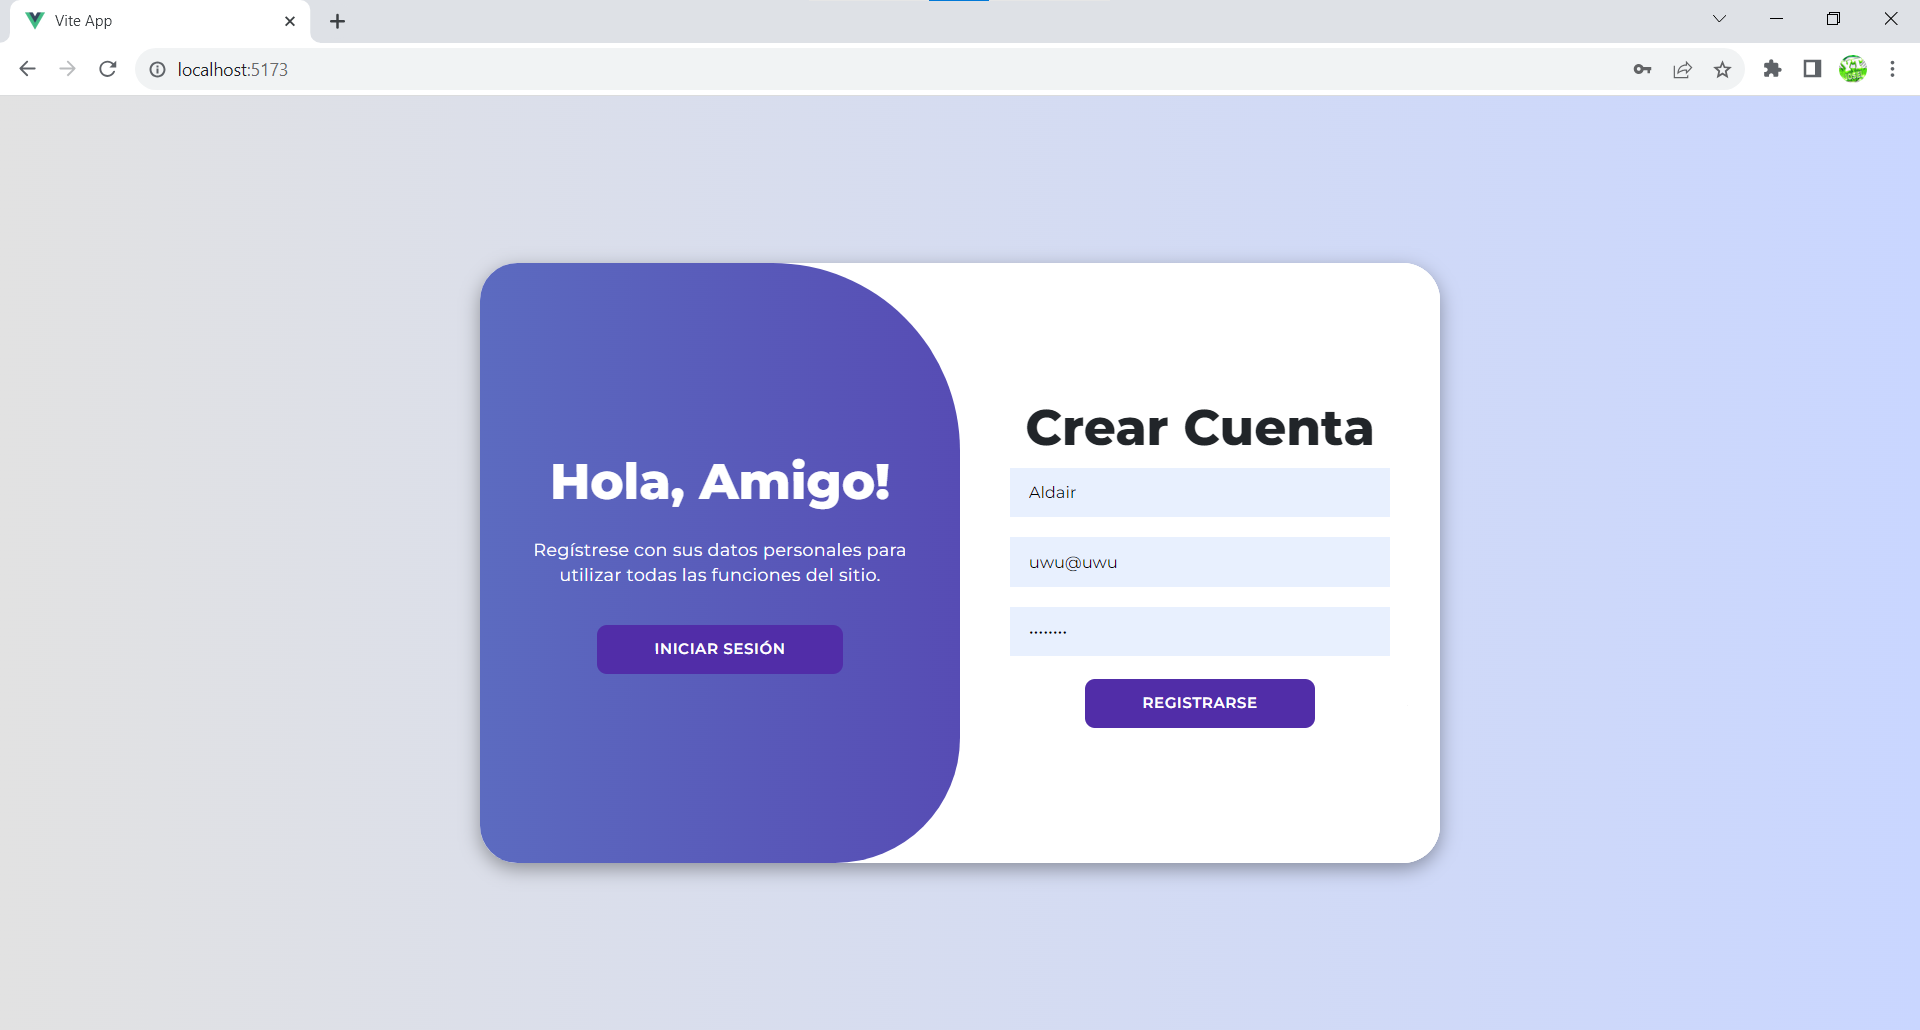 Vite App
localhost:5173
Hola, Amigo!
Regístrese con sus datos personales para
utilizar todas las funciones del sitio.
INICIAR SESIÓN
Crear Cuenta
Aldair
uwu@uwu
••••••••
REGISTRARSE